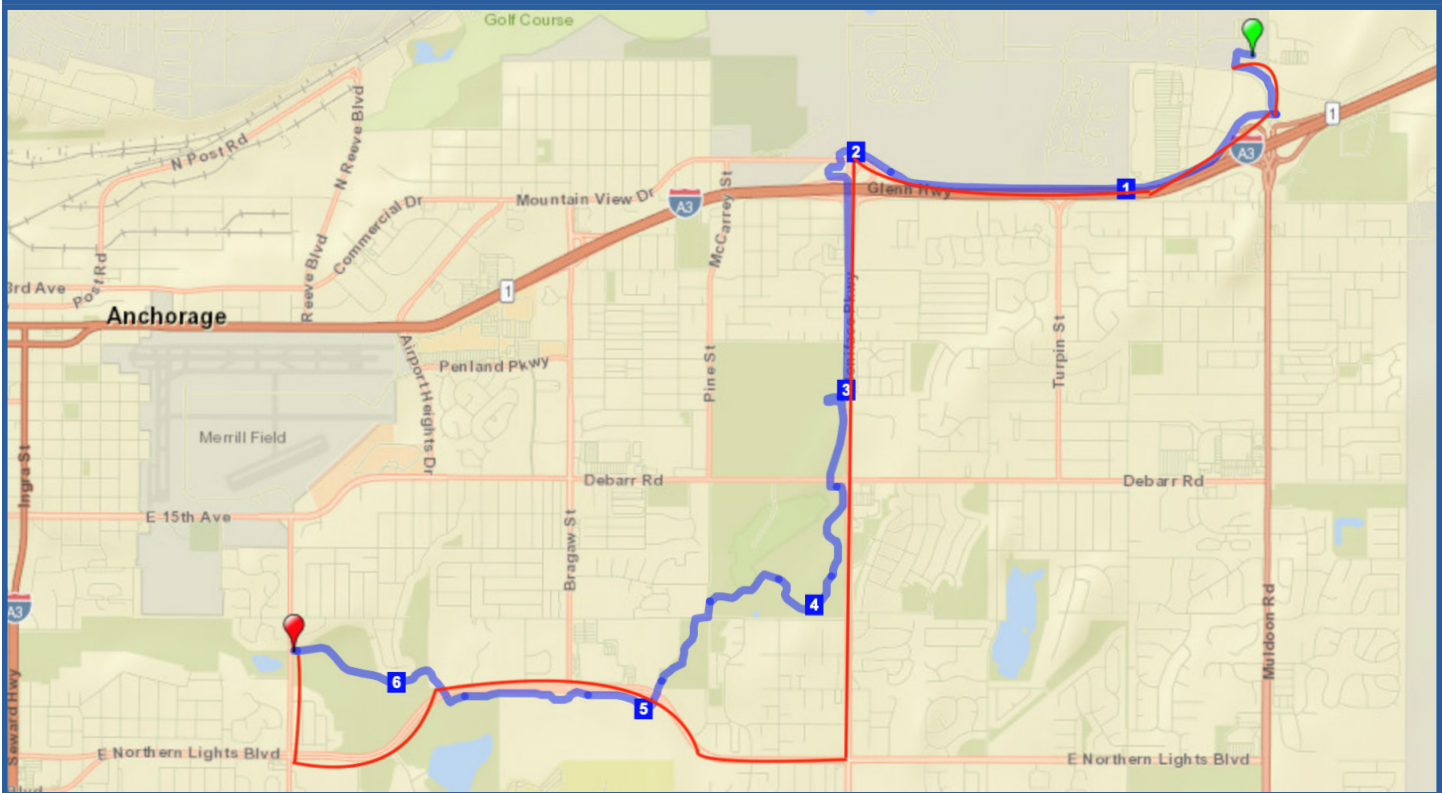 Golf Course
1
N Post Rd
N Reeve Blvd
A3
2
Mountain View Dr
A3
McCarrey St
Glenn Hwy
1
Commercial Dr
Reeve Blvd
3rd Ave
Post Rd
1
Anchorage
Airport Heights Dr
Penland Pkwy
Pine St
Turpin St
3
Merrill Field
Ingra St
Debarr Rd
Debarr Rd
E 15th Ave
Bragaw St
A3
4
Muldoon Rd
6
5
Seward Hwy
E Northern Lights Blvd
E Northern Lights Blvd